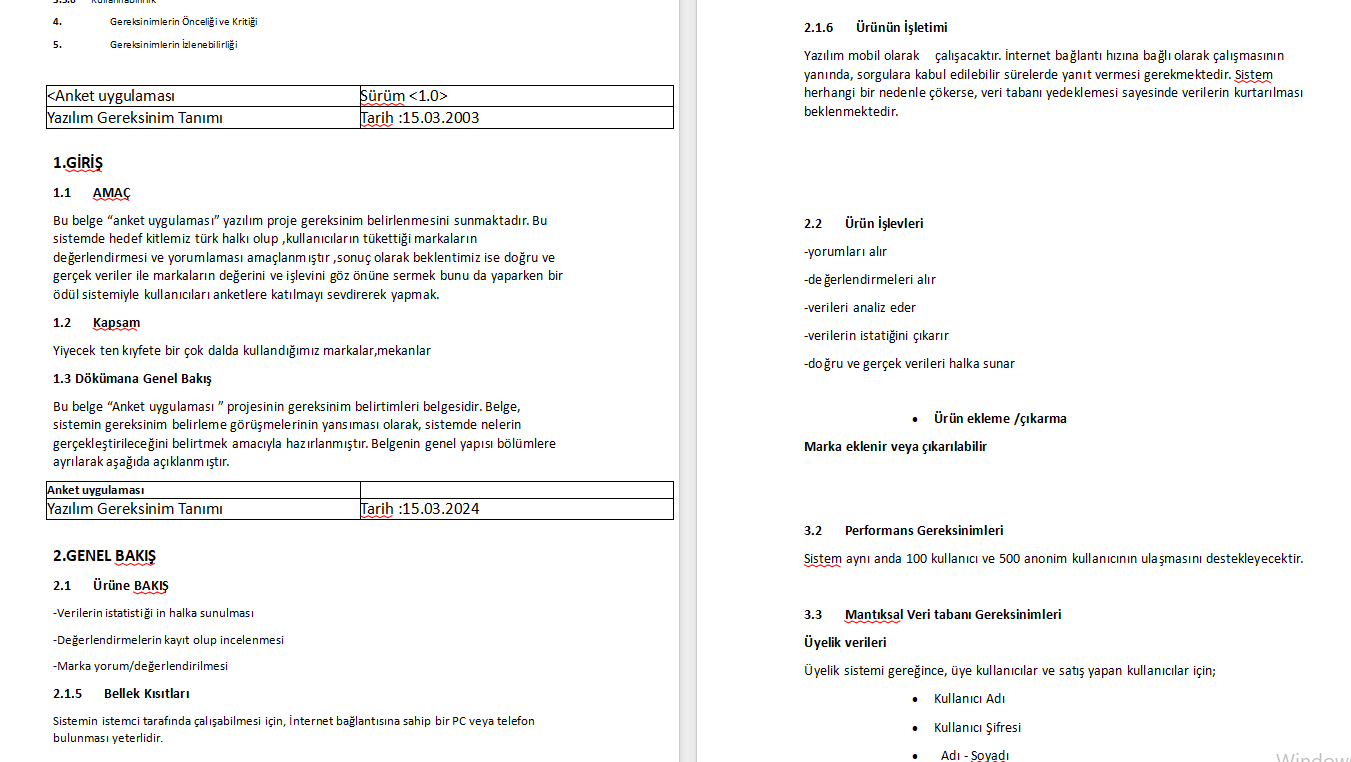 3.3.6 Kullanılabilirlik
4. Gereksinimlerin Önceliği ve Kritiği
5. Gereksinimlerin İzlenebilirliği
<Anket uygulaması Sürüm <1.0>
Yazılım Gereksinim Tanımı Tarih :15.03.2003
1.GİRİŞ
1.1 AMAÇ
Bu belge “anket uygulaması” yazılım proje gereksinim belirlenmesini sunmaktadır. Bu
sistemde hedef kitlemiz türk halkı olup ,kullanıcıların tükettiği markaların
değerlendirmesi ve yorumlaması amaçlanmıştır ,sonuç olarak beklentimiz ise doğru ve
gerçek veriler ile markaların değerini ve işlevini göz önüne sermek bunu da yaparken bir
ödül sistemiyle kullanıcıları anketlere katılmayı sevdirerek yapmak.
1.2 Kapsam
Yiyecek ten kıyfete bir çok dalda kullandığımız markalar,mekanlar
1.3 Dökümana Genel Bakış
Bu belge “Anket uygulaması ” projesinin gereksinim belirtimleri belgesidir. Belge,
sistemin gereksinim belirleme görüşmelerinin yansıması olarak, sistemde nelerin
gerçekleştirileceğini belirtmek amacıyla hazırlanmıştır. Belgenin genel yapısı bölümlere
ayrılarak aşağıda açıklanmıştır.
Anket uygulaması
Yazılım Gereksinim Tanımı Tarih :15.03.2024
2.GENEL BAKIŞ
2.1 Ürüne BAKIŞ
-Verilerin istatistiği in halka sunulması
-Değerlendirmelerin kayıt olup incelenmesi
-Marka yorum/değerlendirilmesi
2.1.5 Bellek Kısıtları
Sistemin istemci tarafında çalışabilmesi için, İnternet bağlantısına sahip bir PC veya telefon
bulunması yeterlidir.
2.1.6 Ürünün İşletimi
Yazılım mobil olarak çalışacaktır. İnternet bağlantı hızına bağlı olarak çalışmasının
yanında, sorgulara kabul edilebilir sürelerde yanıt vermesi gerekmektedir. Sistem
herhangi bir nedenle çökerse, veri tabanı yedeklemesi sayesinde verilerin kurtarılması
beklenmektedir.
2.2 Ürün İşlevleri
-yorumları alır
-değerlendirmeleri alır
-verileri analiz eder
-verilerin istatiğini çıkarır
-doğru ve gerçek verileri halka sunar
• Ürün ekleme /çıkarma
Marka eklenir veya çıkarılabilir
3.2 Performans Gereksinimleri
Sistem aynı anda 100 kullanıcı ve 500 anonim kullanıcının ulaşmasını destekleyecektir.
3.3 Mantıksal Veri tabanı Gereksinimleri
Üyelik verileri
Üyelik sistemi gereğince, üye kullanıcılar ve satış yapan kullanıcılar için;
• Kullanıcı Adı
• Kullanıcı Şifresi
• Adı - Soyadı